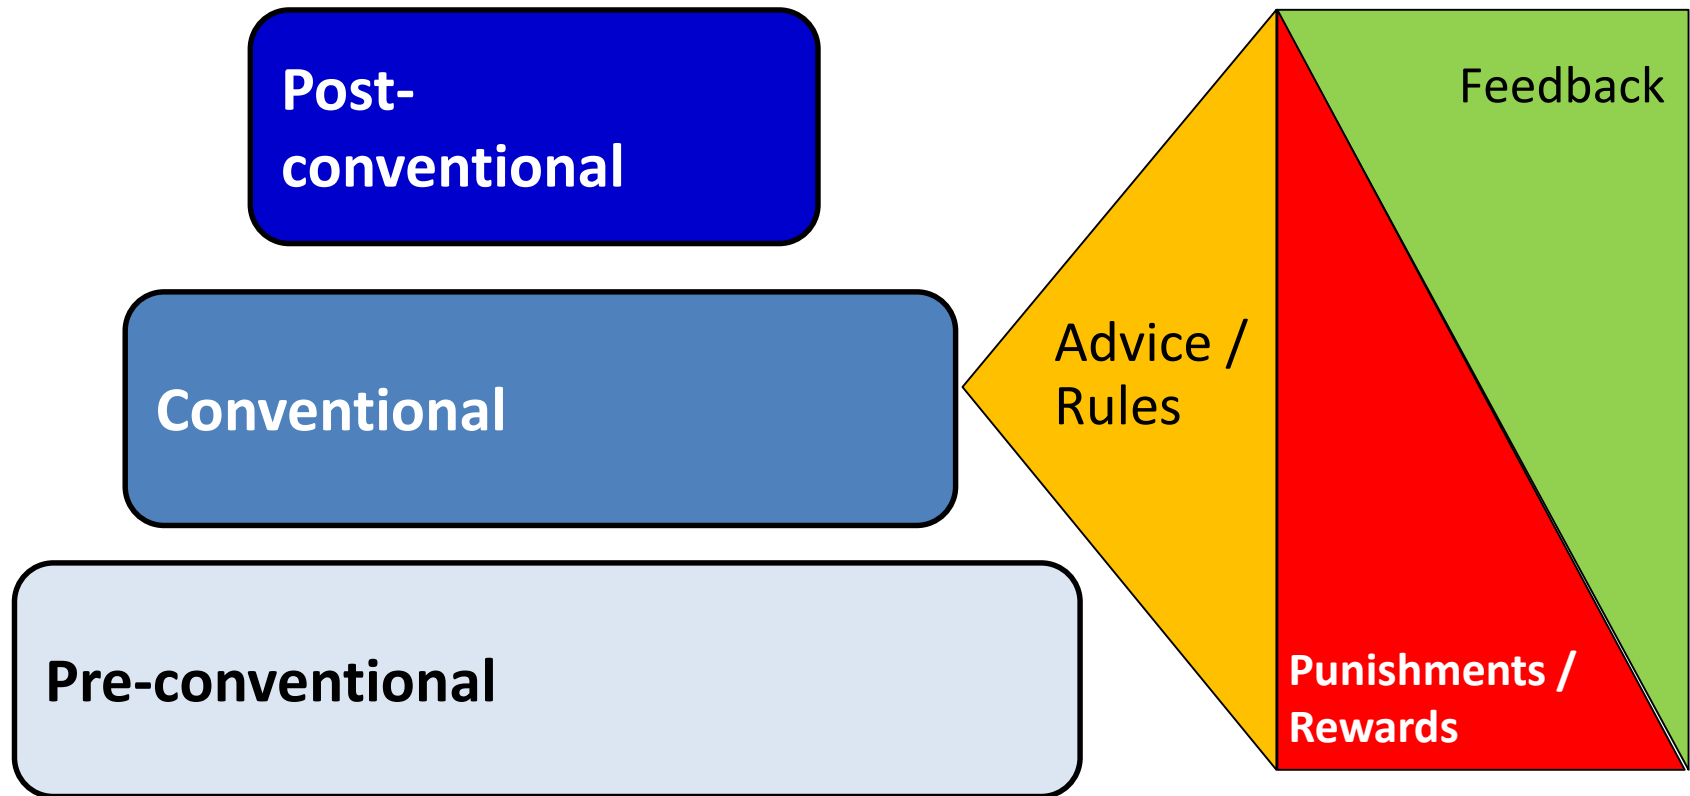 Post-
conventional
Feedback
Advice /
Rules
Conventional
Pre-conventional
Punishments /
Rewards